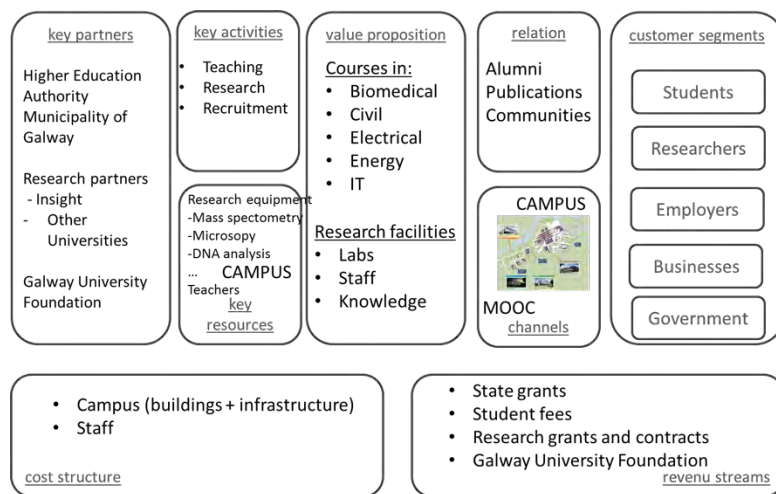 key partners
Higher Education
Authority
Municipality of
Galway
Research partners
- Insight
- Other
Universities
Galway University
Foundation
key activities
• Teaching
• Research
• Recruitment
Research equipment
-Mass spectometry
-Microsopy
-DNA analysis
... CAMPUS
Teachers
key
resources
value proposition
Courses in:
• Biomedical
• Civil
• Electrical
• Energy
• IT
Research facilities
• Labs
• Staff
• Knowledge
relation
Alumni
Publications
Communities
CAMPUS
MOOC
channels
customer segments
Students
Researchers
Employers
Businesses
Government
• Campus (buildings + infrastructure)
• Staff
cost structure
• State grants
• Student fees
• Research grants and contracts
• Galway University Foundation
revenu streams